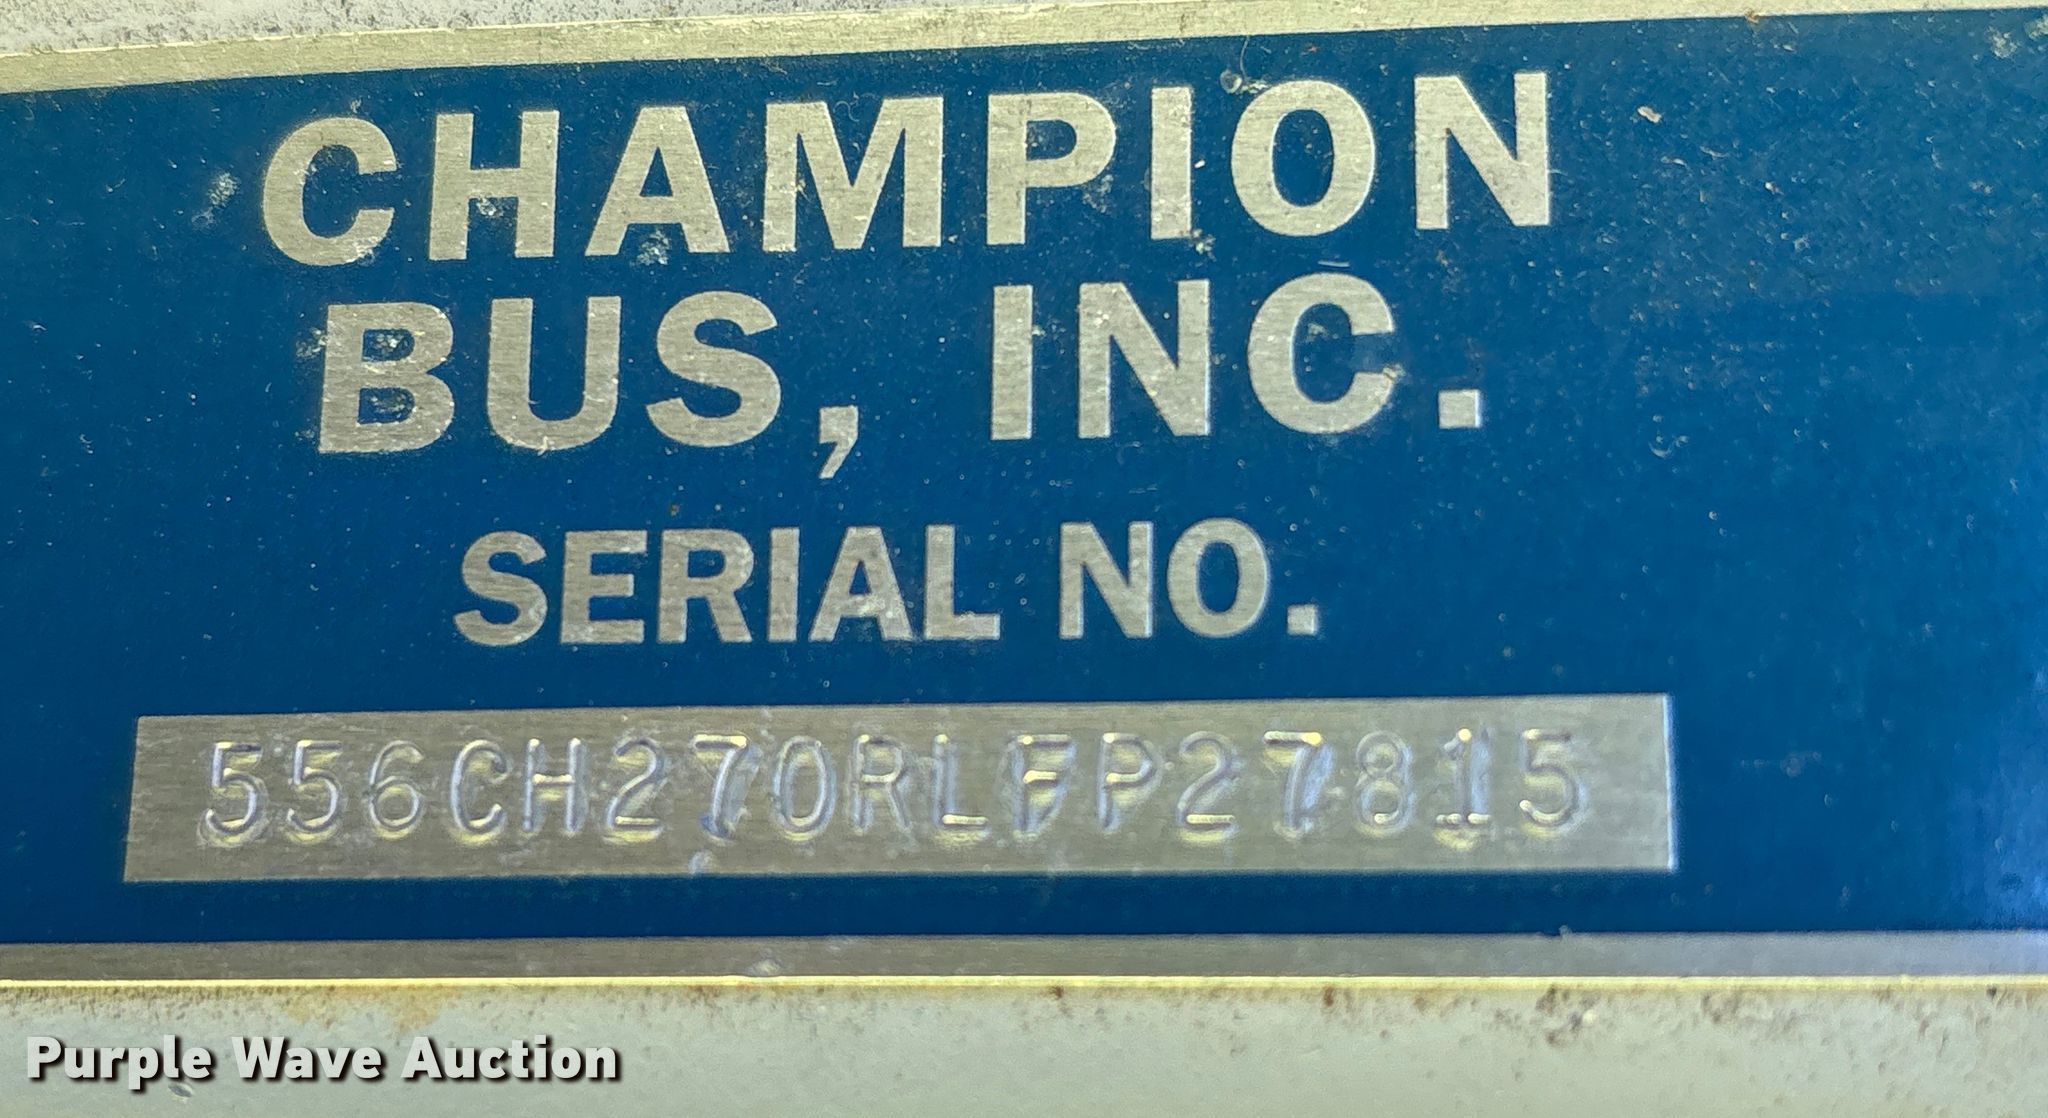 CHAMPION
BUS, INC.
SERIAL NO.
556CH270RLFP27815
Purple Wave Auction